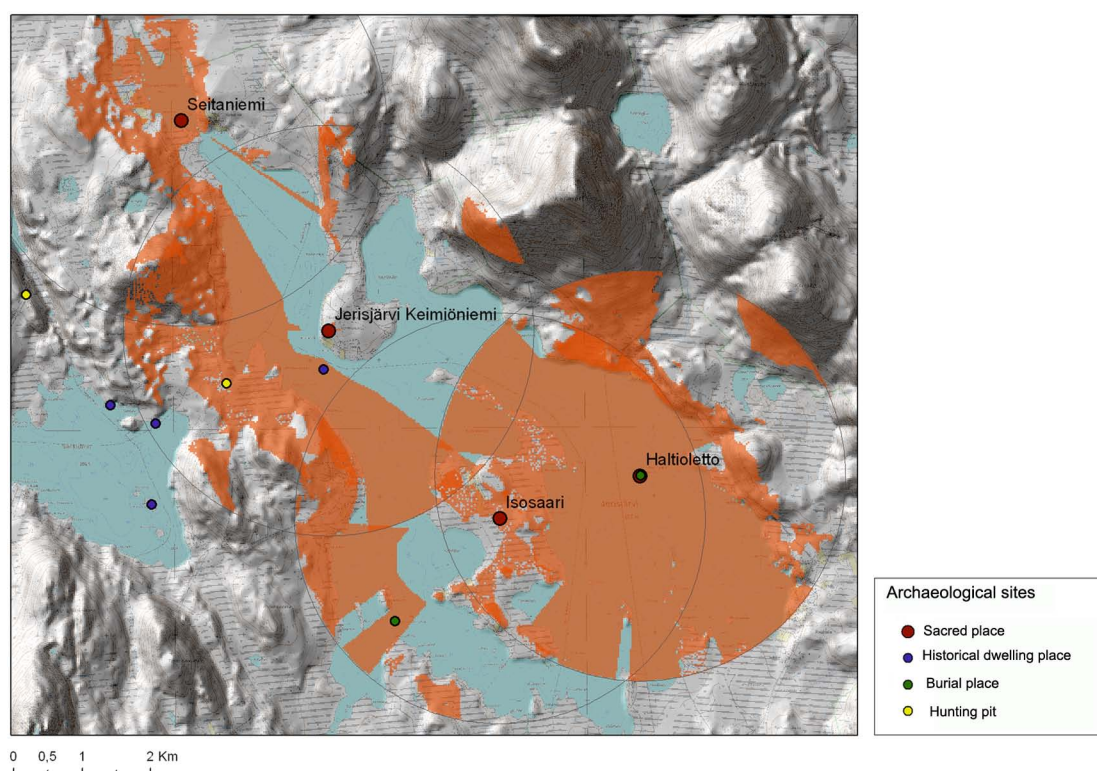 Seitaniemi
Jerisjärvi Keimiöniemi
Haltioletto
Isosaari
Archaeological sites
Sacred place
Historical dwelling place
Burial place
Hunting pit
0 0,5 1 2 Km